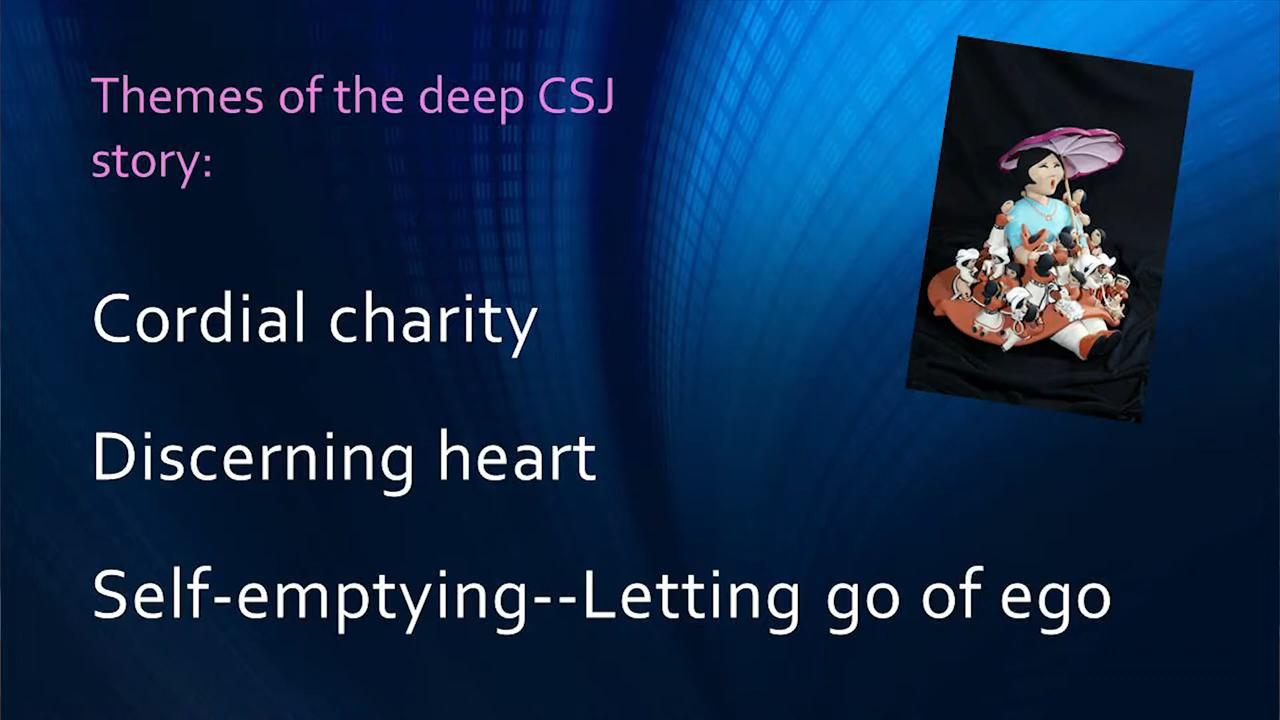 Themes of the deep CSJ
story:
Cordial charity
Discerning heart
Self-emptying--Letting go of ego